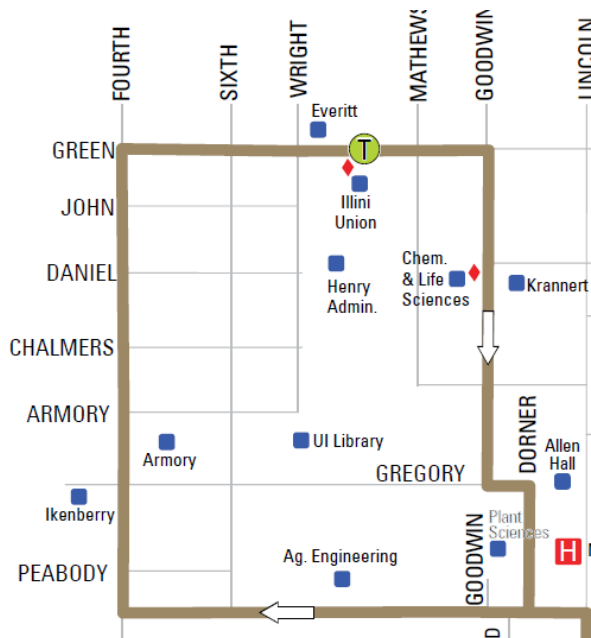 FOURTH
SIXTH
WRIGHT
MATHEWS
GOODWIN
LINCOLN
Everitt
GREEN
T
JOHN
Illini
Union
DANIEL
Henry
Admin.
Chem.
& Life
Sciences
Krannert
CHALMERS
ARMORY
Armory
UI Library
GREGORY
DORNER
Allen
Hall
Ikenberry
Plant
Sciences
GOODWIN
H
PEABODY
Ag. Engineering